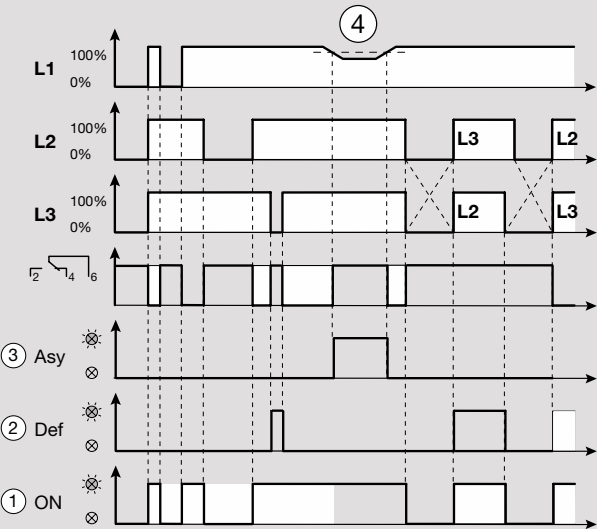 4
L1 100%
0%
L2 100%
0%
L3 L2
L3 100%
0%
L2 L3
2 4 6
3 Asy
2 Def
1 ON